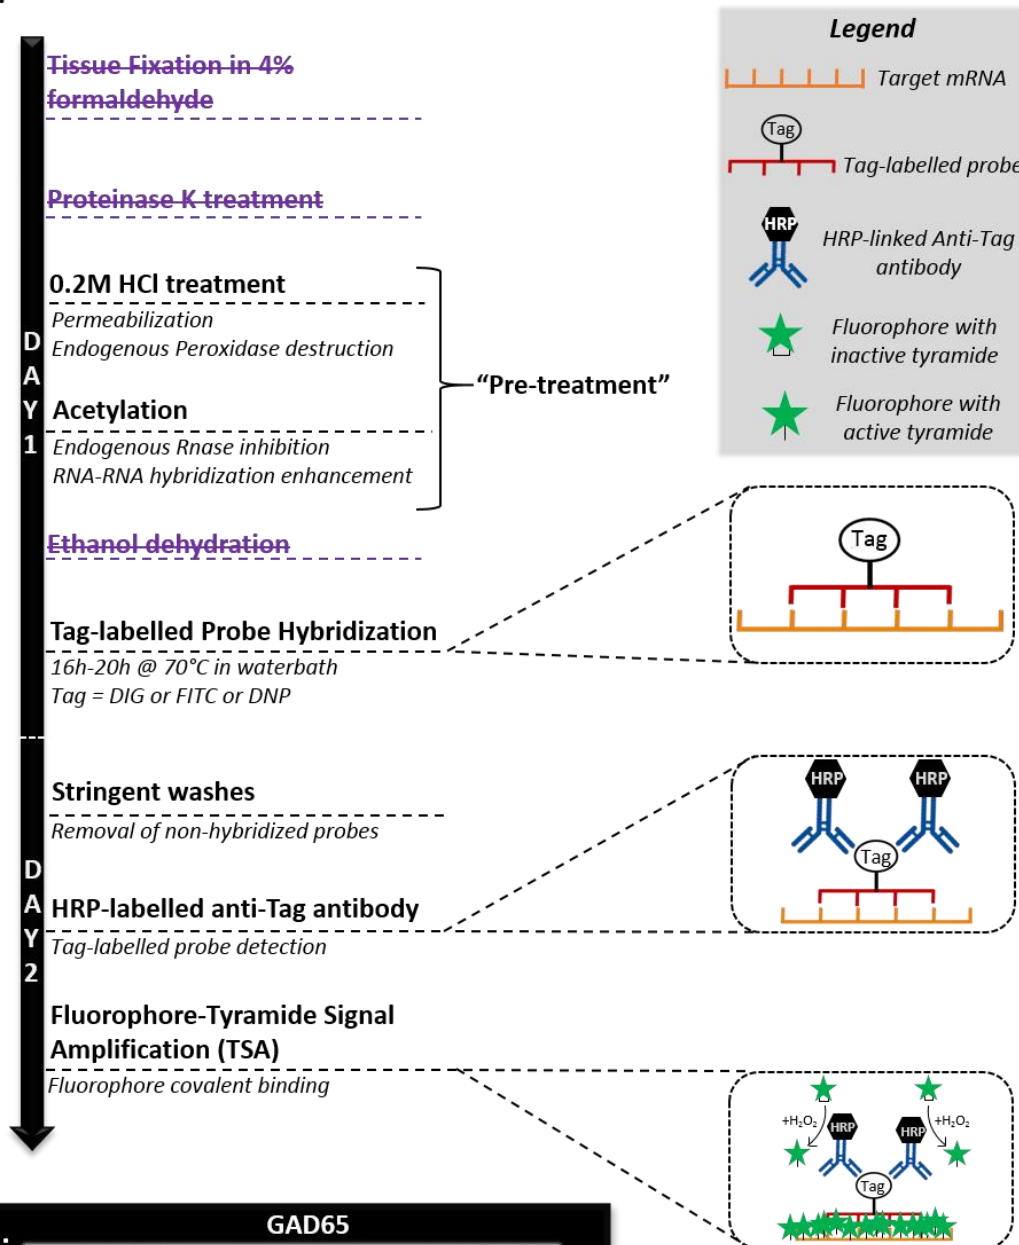 Tissue Fixation in 4%
formaldehyde
Proteinase K treatment
0.2M HCl treatment
Permeabilization
Endogenous Peroxidase destruction
Acetylation
Endogenous Rnase inhibition
RNA-RNA hybridization enhancement
"Pre-treatment"
Ethanol dehydration
Tag-labelled Probe Hybridization
16h-20h @ 70°C in waterbath
Tag = DIG or FITC or DNP
DAY1
Stringent washes
Removal of non-hybridized probes
HRP-labelled anti-Tag antibody
Tag-labelled probe detection
Fluorophore-Tyramide Signal
Amplification (TSA)
Fluorophore covalent binding
DAY2
Legend
Target mRNA
Tag
Tag-labelled probe
HRP
HRP-linked Anti-Tag
antibody
Fluorophore with
inactive tyramide
Fluorophore with
active tyramide
Tag
HRP HRP
Tag
+H₂O₂ HRP HRP +H₂O₂
Tag
GAD65